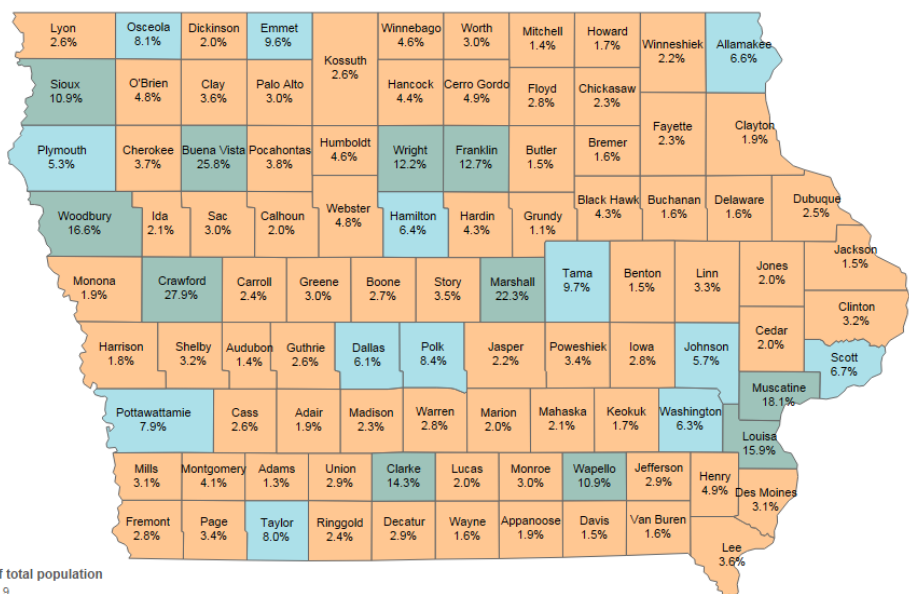 Lyon
2.6%
Osceola
8.1%
Dickinson
2.0%
Emmet
9.6%
Kossuth
2.6%
Winnebago
4.6%
Worth
3.0%
Mitchell
1.4%
Howard
1.7%
Winneshiek
2.2%
Allamakee
6.6%
Sioux
10.9%
O'Brien
4.8%
Clay
3.6%
Palo Alto
3.0%
Hancock
4.4%
Cerro Gordo
4.9%
Floyd
2.8%
Chickasaw
2.3%
Fayette
2.3%
Clayton
1.9%
Plymouth
5.3%
Cherokee
3.7%
Buena Vista
25.8%
Pocahontas
3.8%
Humboldt
4.6%
Wright
12.2%
Franklin
12.7%
Butler
1.5%
Bremer
1.6%
Woodbury
16.6%
Ida
2.1%
Sac
3.0%
Calhoun
2.0%
Webster
4.8%
Hamilton
6.4%
Hardin
4.3%
Grundy
1.1%
Black Hawk
4.3%
Buchanan
1.6%
Delaware
1.6%
Dubuque
2.5%
Monona
1.9%
Crawford
27.9%
Carroll
2.4%
Greene
3.0%
Boone
2.7%
Story
3.5%
Marshall
22.3%
Tama
9.7%
Benton
1.5%
Linn
3.3%
Jones
2.0%
Jackson
1.5%
Clinton
3.2%
Harrison
1.8%
Shelby
3.2%
Audubon
1.4%
Guthrie
2.6%
Dallas
6.1%
Polk
8.4%
Jasper
2.2%
Poweshiek
3.4%
Iowa
2.8%
Johnson
5.7%
Cedar
2.0%
Scott
6.7%
Muscatine
18.1%
Pottawattamie
7.9%
Cass
2.6%
Adair
1.9%
Madison
2.3%
Warren
2.8%
Marion
2.0%
Mahaska
2.1%
Keokuk
1.7%
Washington
6.3%
Louisa
15.9%
Mills
3.1%
Montgomery
4.1%
Adams
1.3%
Union
2.9%
Clarke
14.3%
Lucas
2.0%
Monroe
3.0%
Wapello
10.9%
Jefferson
2.9%
Henry
4.9%
Des Moines
3.1%
Fremont
2.8%
Page
3.4%
Taylor
8.0%
Ringgold
2.4%
Decatur
2.9%
Wayne
1.6%
Appanoose
1.9%
Davis
1.5%
Van Buren
1.6%
Lee
3.6%
f total population
9